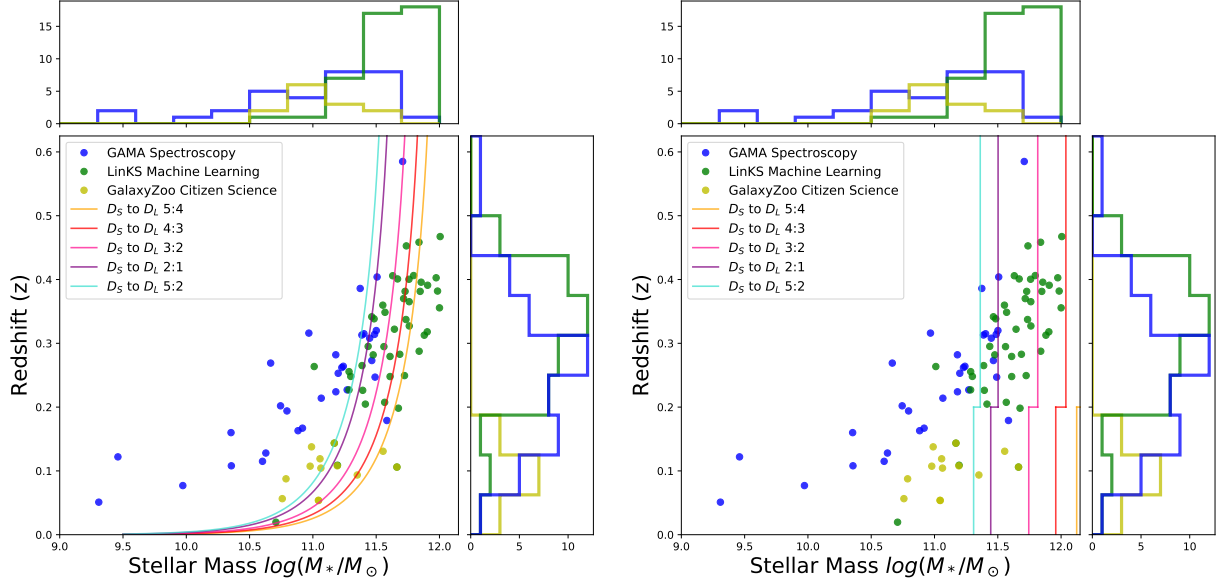 15
10
5
0
0.6
0.5
0.4
0.3
0.2
0.1
0.0
Redshift (z)
GAMA Spectroscopy
LinKS Machine Learning
GalaxyZoo Citizen Science
D_S to D_L 5:4
D_S to D_L 4:3
D_S to D_L 3:2
D_S to D_L 2:1
D_S to D_L 5:2
9.0 9.5 10.0 10.5 11.0 11.5 12.0
Stellar Mass log(M_*/M_⊙)
0 5 10
15
10
5
0
0.6
0.5
0.4
0.3
0.2
0.1
0.0
Redshift (z)
GAMA Spectroscopy
LinKS Machine Learning
GalaxyZoo Citizen Science
D_S to D_L 5:4
D_S to D_L 4:3
D_S to D_L 3:2
D_S to D_L 2:1
D_S to D_L 5:2
9.0 9.5 10.0 10.5 11.0 11.5 12.0
Stellar Mass log(M_*/M_⊙)
0 5 10